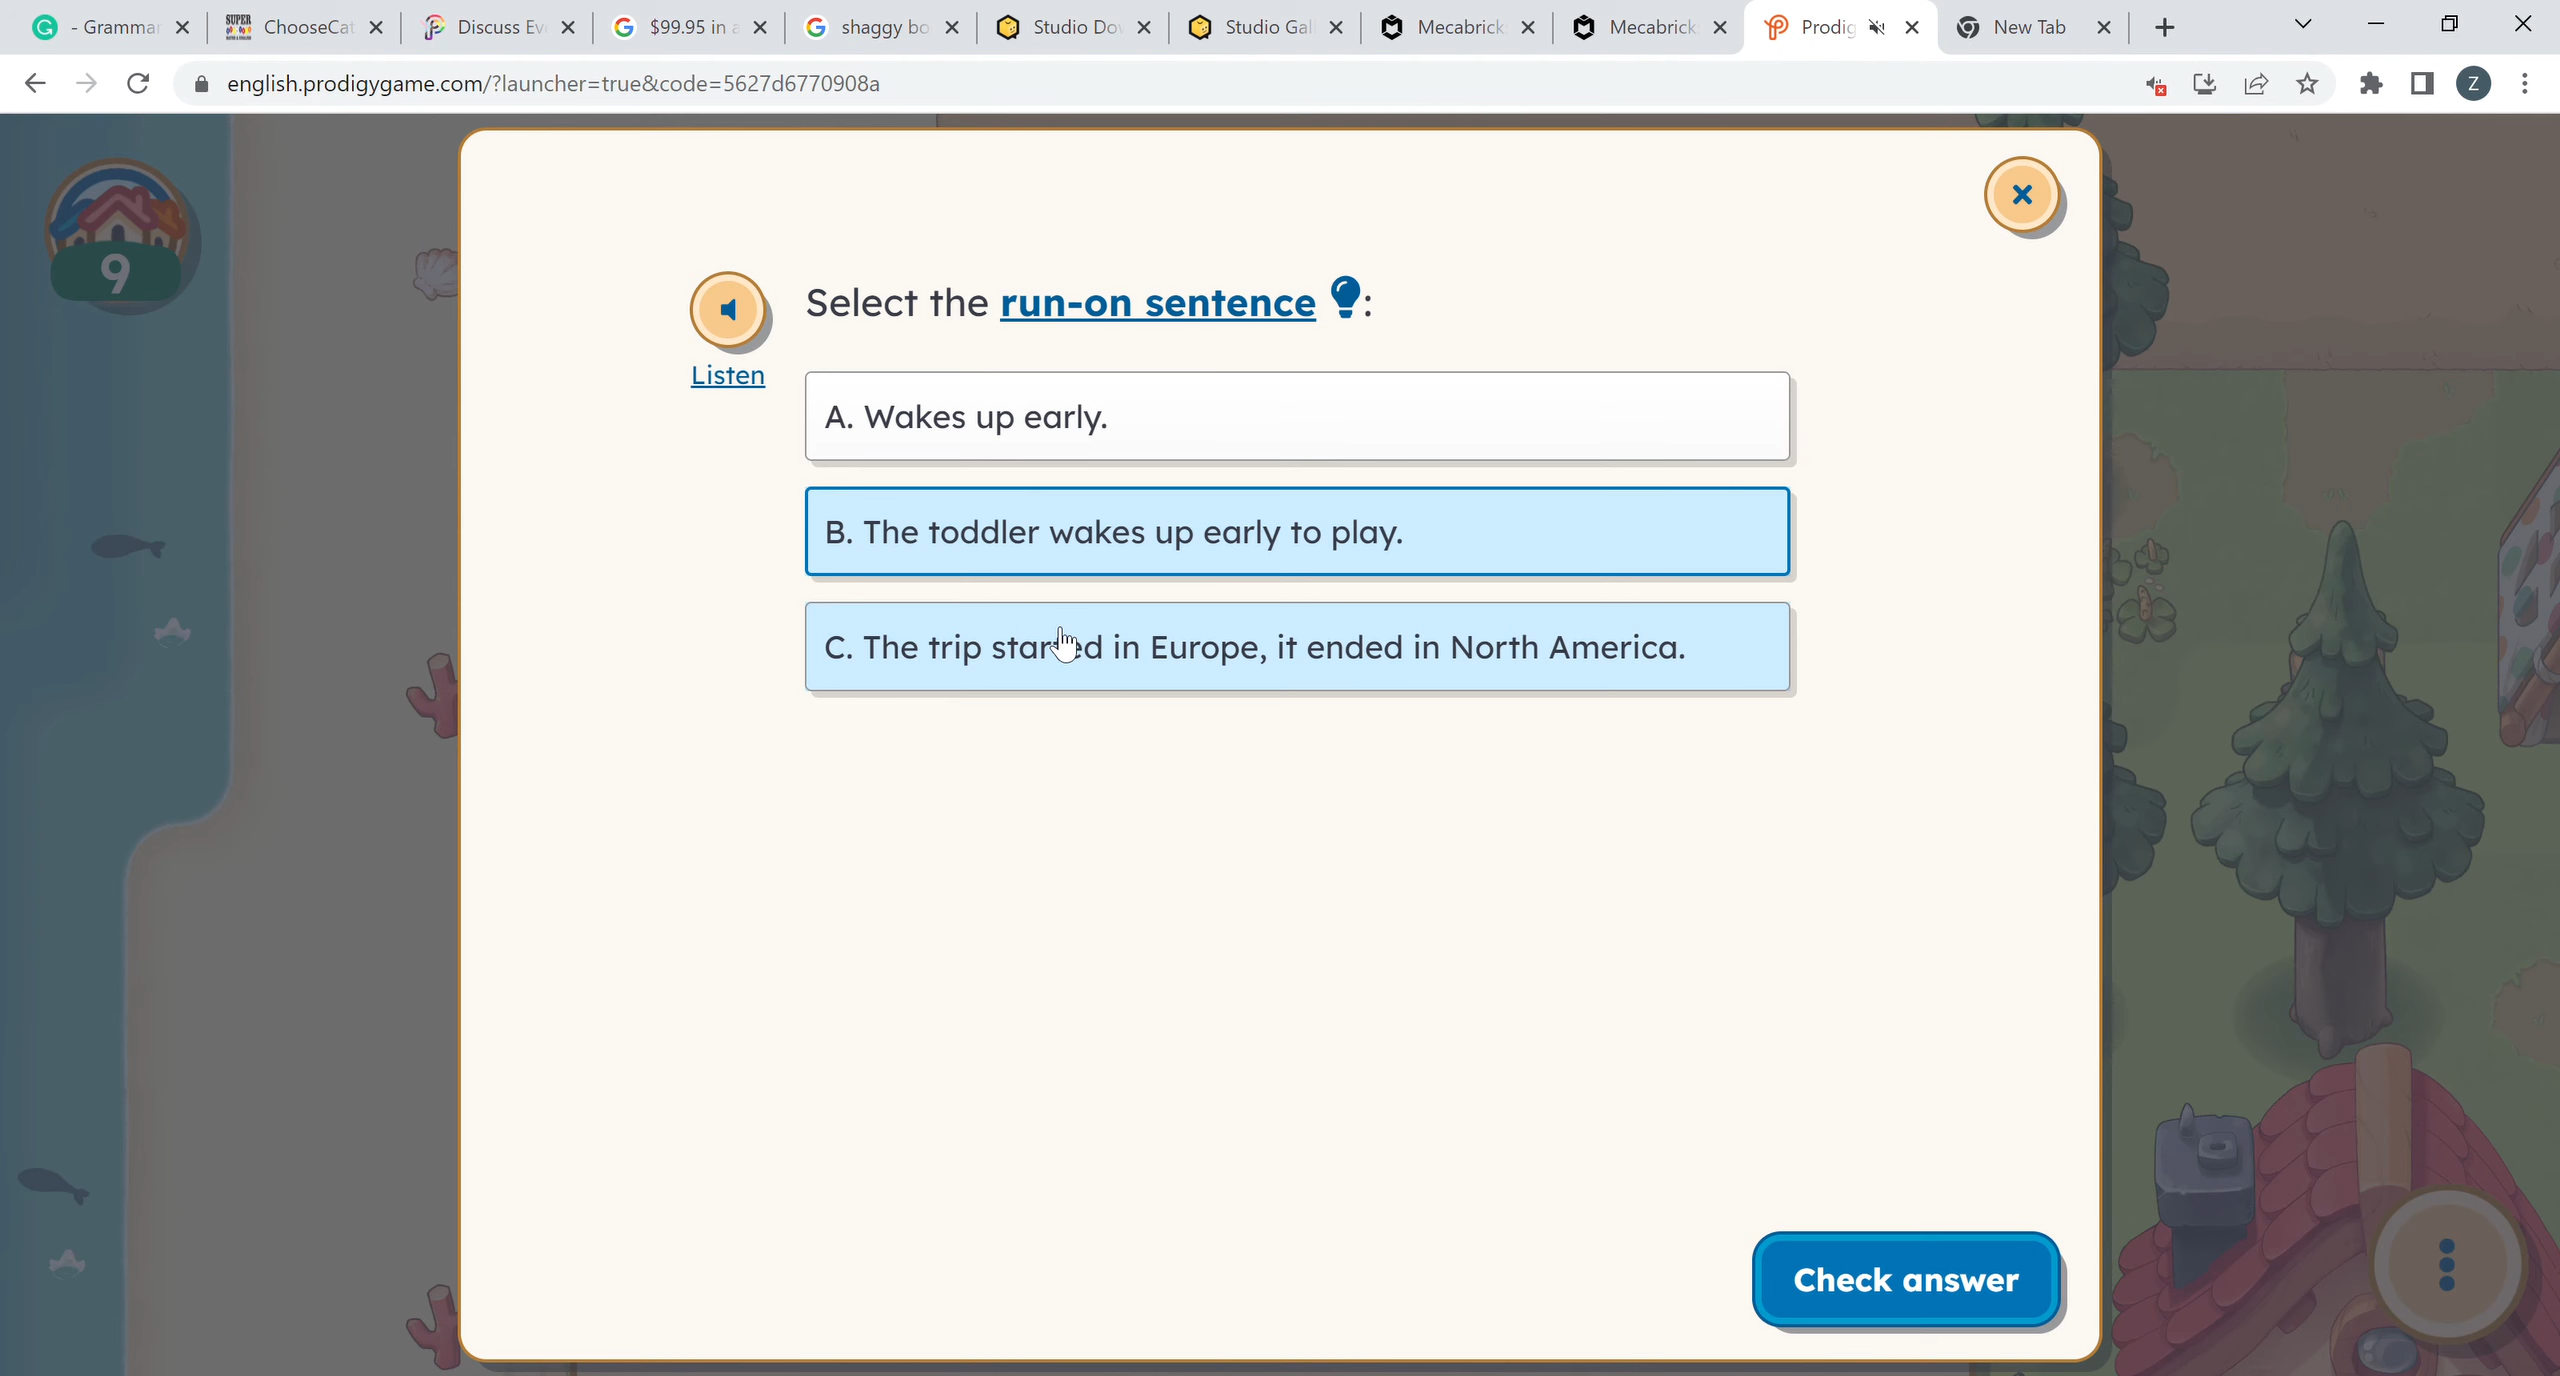 - Grammar
ChooseCat
Discuss Ev
$99.95 in a
shaggy bo
Studio Do
Studio Gal
Mecabrick
Mecabrick
Prodig
New Tab
english.prodigygame.com/?launcher=true&code=5627d6770908a
Z
9
Select the run-on sentence :
Listen
A. Wakes up early.
B. The toddler wakes up early to play.
C. The trip started in Europe, it ended in North America.
Check answer